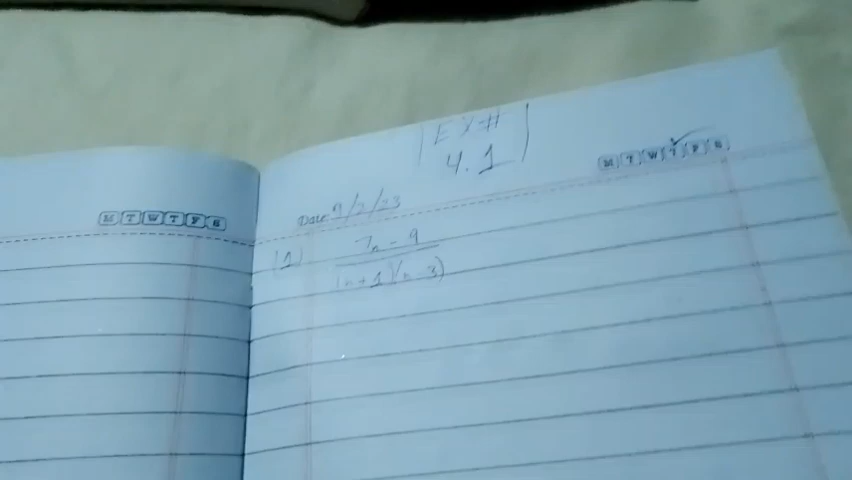 EX#
4.1
M T W T F S
M T W T F S
Date: 9/2/23
(1) 7n - 9
(n+1)(n-3)